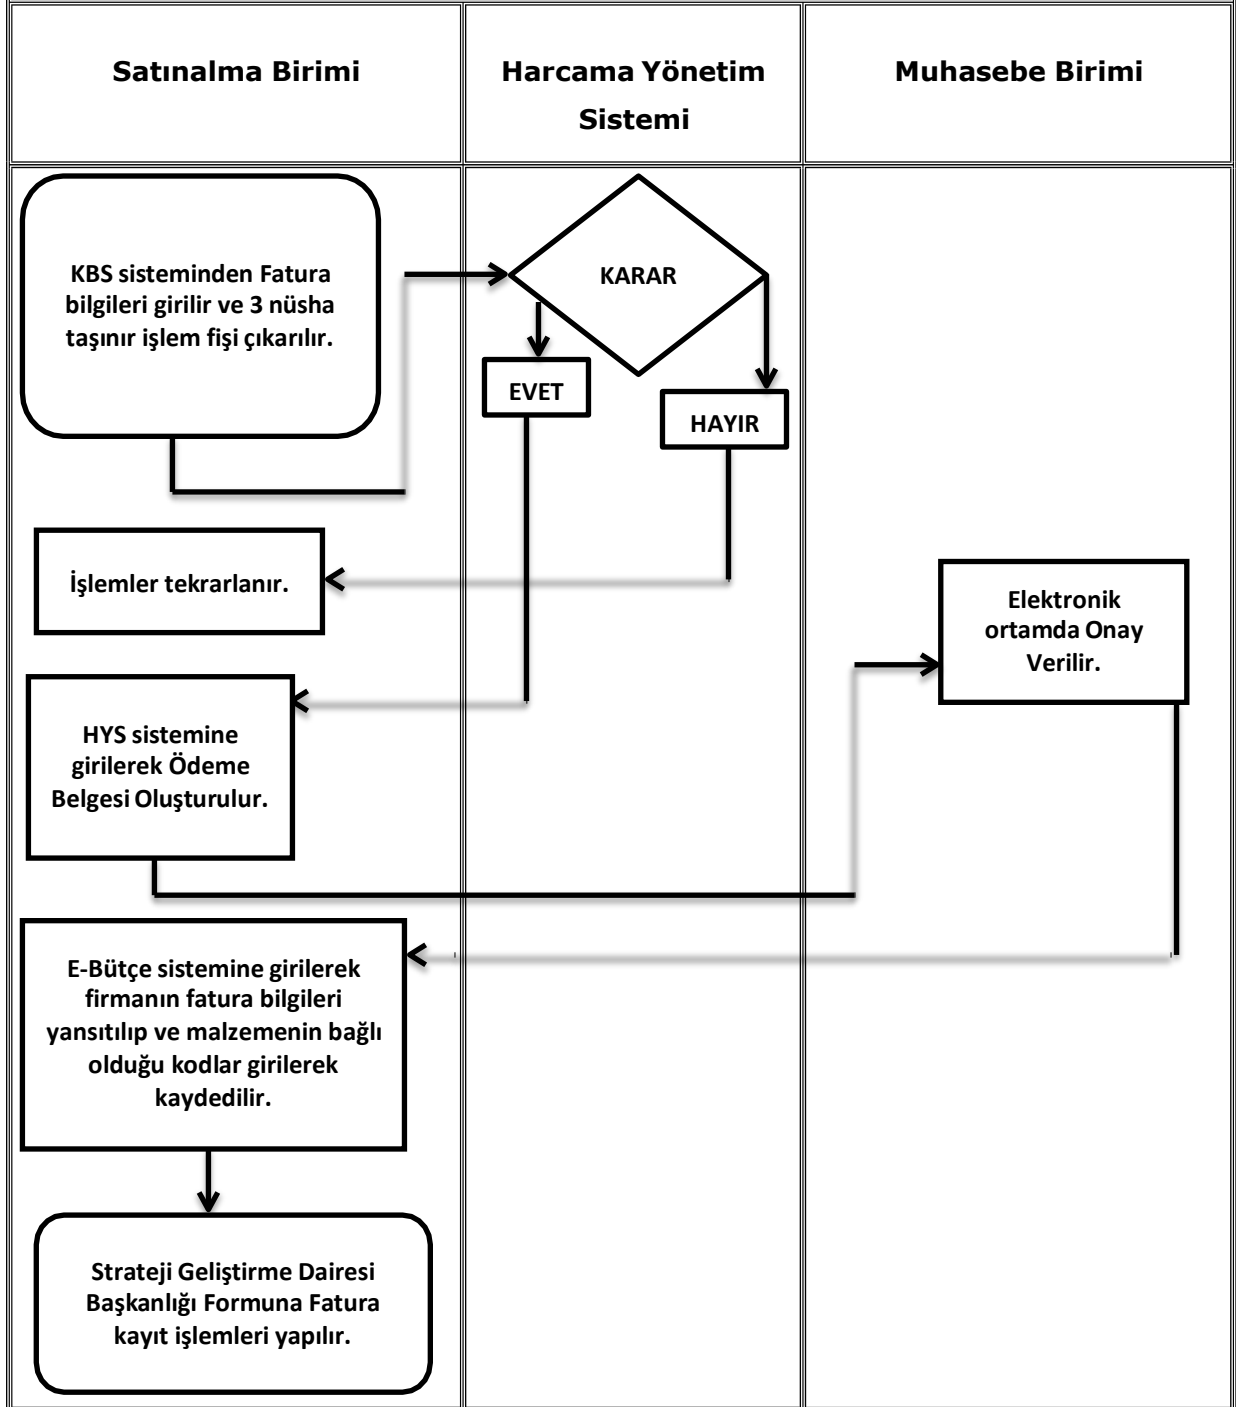 Satınalma Birimi
Harcama Yönetim
Sistemi
Muhasebe Birimi
KBS sisteminden Fatura
bilgileri girilir ve 3 nüsha
taşınır işlem fişi çıkarılır.
KARAR
EVET
HAYIR
İşlemler tekrarlanır.
Elektronik
ortamda Onay
Verilir.
HYS sistemine
girilerek Ödeme
Belgesi Oluşturulur.
E-Bütçe sistemine girilerek
firmanın fatura bilgileri
yansıtılıp ve malzemenin bağlı
olduğu kodlar girilerek
kaydedilir.
Strateji Geliştirme Dairesi
Başkanlığı Formuna Fatura
kayıt işlemleri yapılır.